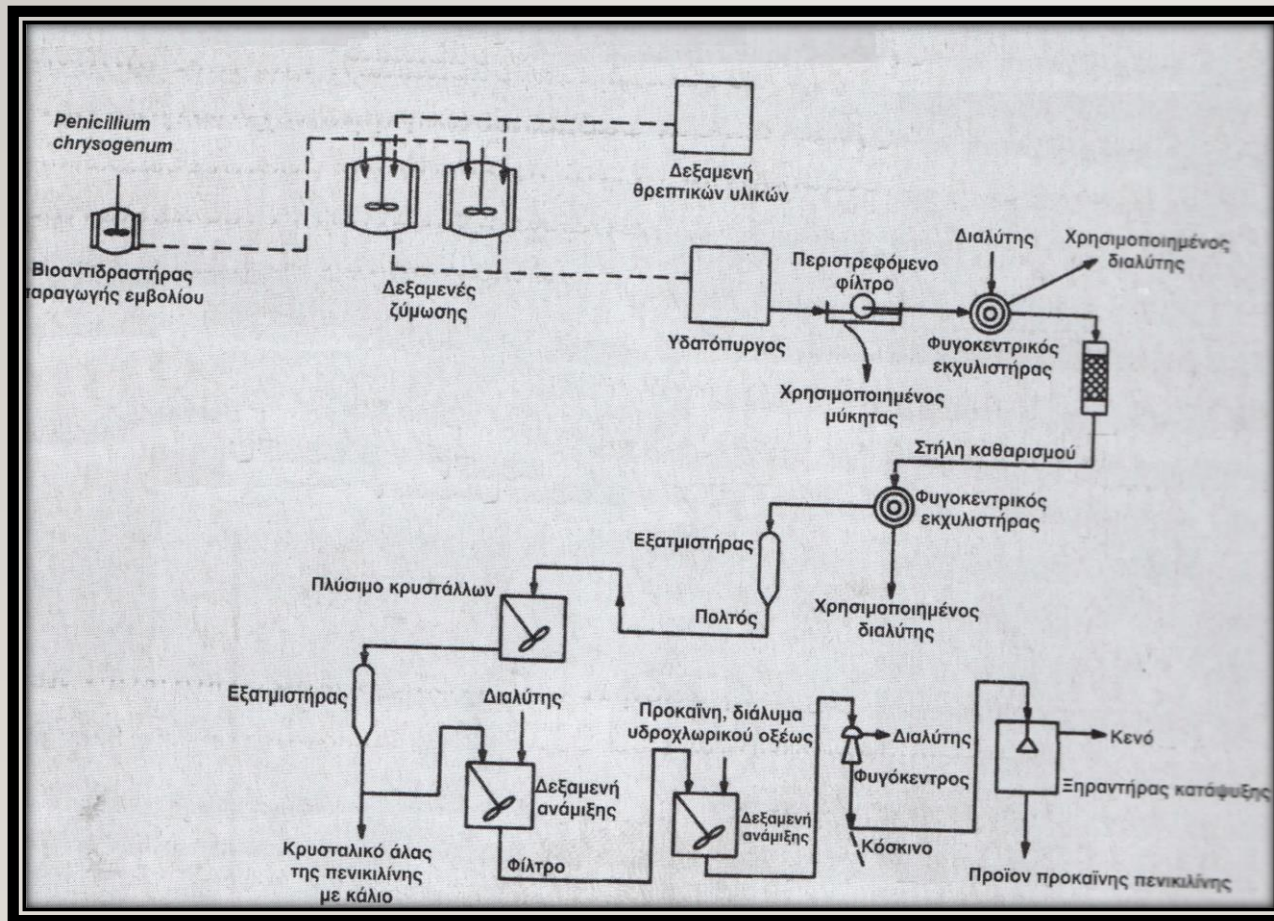 Penicillium
chrysogenum
Βιοαντιδραστήρας
παραγωγής εμβολίου
Δεξαμενές
ζύμωσης
Δεξαμενή
θρεπτικών υλικών
Υδατόπυργος
Περιστρεφόμενο
φίλτρο
Χρησιμοποιημένος
μύκητας
Διαλύτης
Χρησιμοποιημένος
διαλύτης
Φυγοκεντρικός
εκχυλιστήρας
Στήλη καθαρισμού
Φυγοκεντρικός
εκχυλιστήρας
Χρησιμοποιημένος
διαλύτης
Εξατμιστήρας
Πολτός
Πλύσιμο κρυστάλλων
Εξατμιστήρας
Κρυσταλικό άλας
της πενικιλίνης
με κάλιο
Διαλύτης
Δεξαμενή
ανάμιξης
Φίλτρο
Προκαΐνη, διάλυμα
υδροχλωρικού οξέως
Δεξαμενή
ανάμιξης
Διαλύτης
Φυγόκεντρος
Κόσκινο
Κενό
Ξηραντήρας κατάψυξης
Προϊον προκαΐνης πενικιλίνης